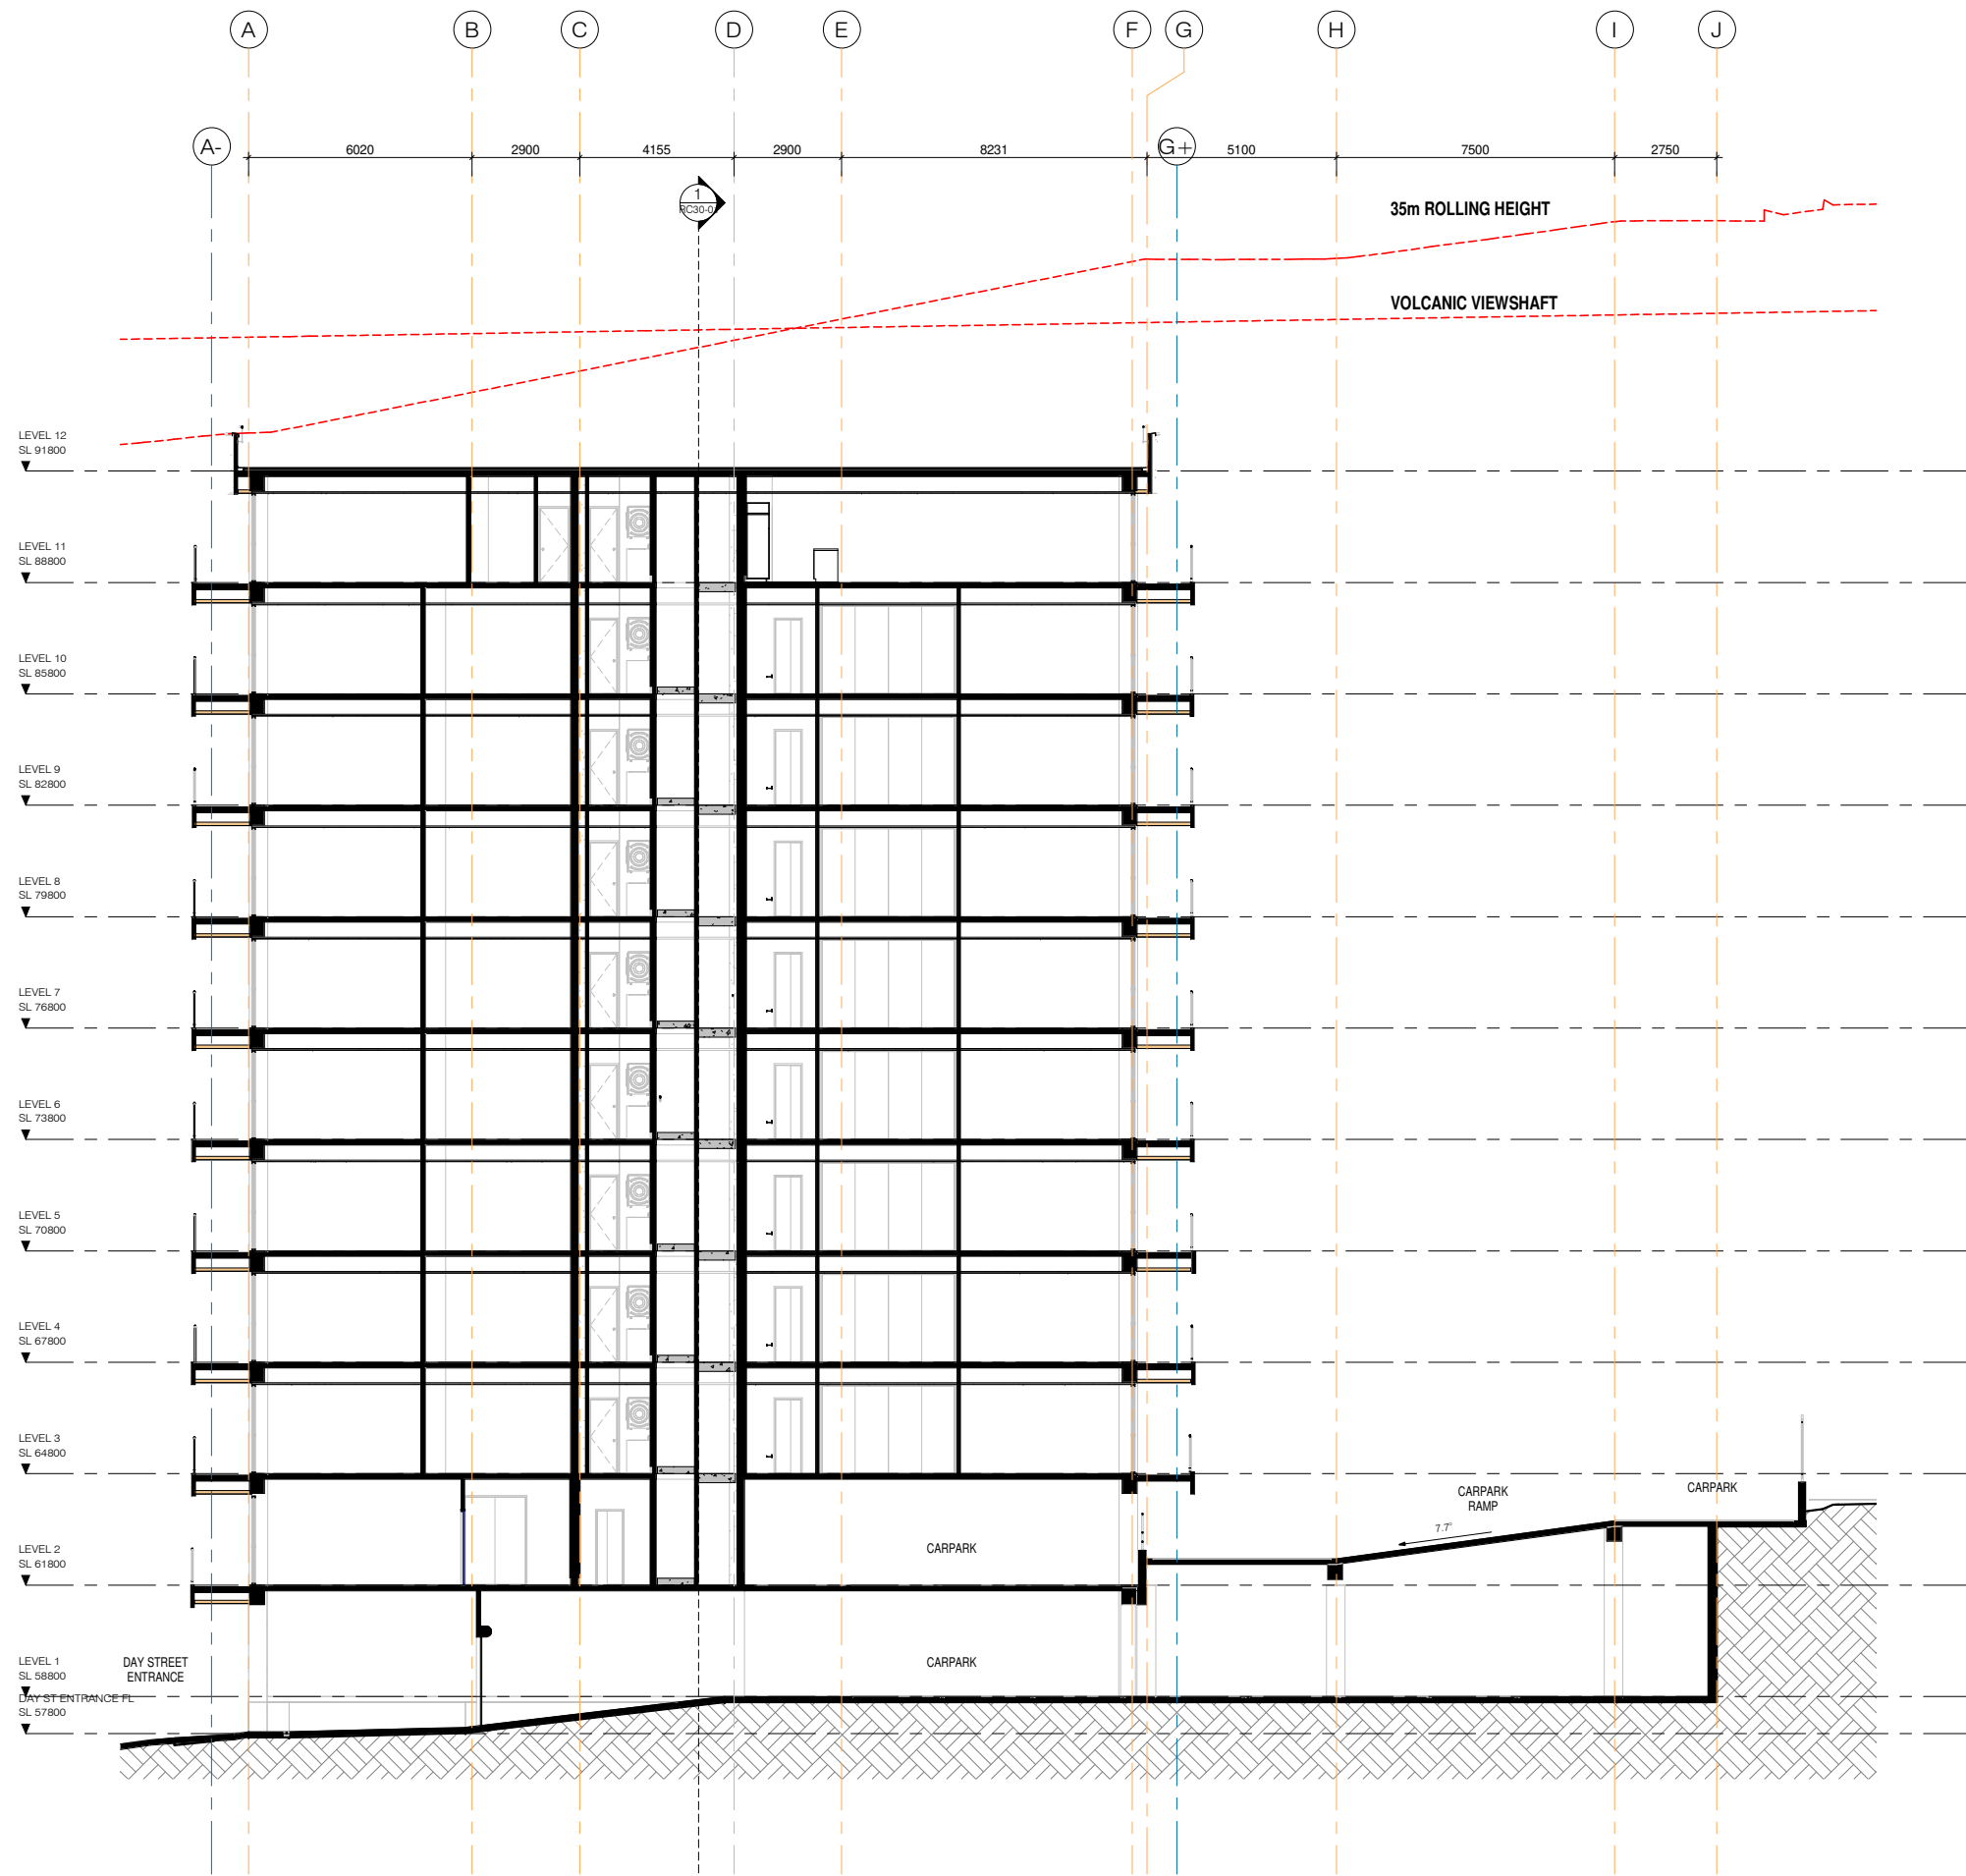 A
B
C
D
E
F
G
H
I
J
A-
G+
6020
2900
4155
2900
8231
5100
7500
2750
1
35m ROLLING HEIGHT
VOLCANIC VIEWSHAFT
LEVEL 12
SL 91800
LEVEL 11
SL 88800
LEVEL 10
SL 85800
LEVEL 9
SL 82800
LEVEL 8
SL 79800
LEVEL 7
SL 76800
LEVEL 6
SL 73800
LEVEL 5
SL 70800
LEVEL 4
SL 67800
LEVEL 3
SL 64800
CARPARK
RAMP
CARPARK
7.7°
LEVEL 2
SL 61800
CARPARK
LEVEL 1
SL 58800
DAY STREET
ENTRANCE
CARPARK
DAY ST ENTRANCE FL
SL 57800